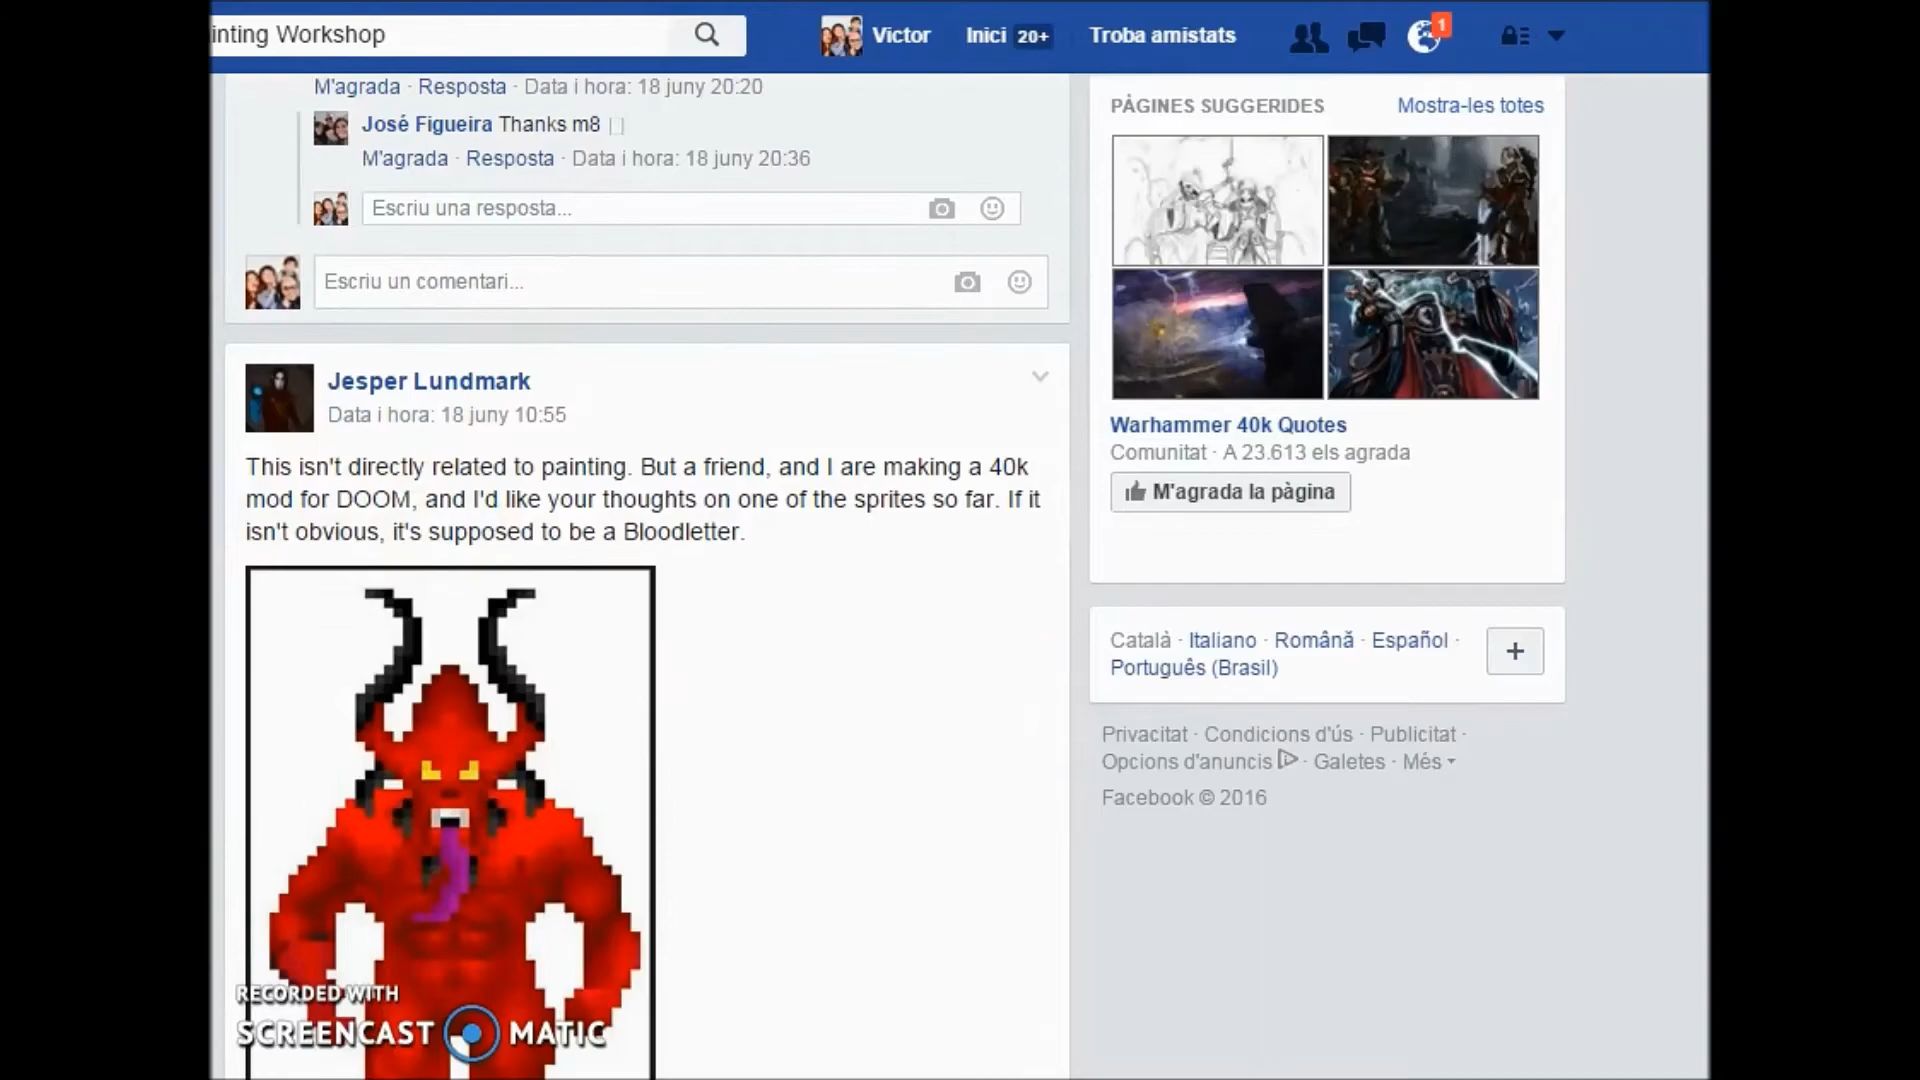 inting Workshop
Victor
Inici 20+
Troba amistats
1
M'agrada · Resposta · Data i hora: 18 juny 20:20
José Figueira Thanks m8
M'agrada · Resposta · Data i hora: 18 juny 20:36
Escriu una resposta...
Escriu un comentari...
Jesper Lundmark
Data i hora: 18 juny 10:55
This isn't directly related to painting. But a friend, and I are making a 40k
mod for DOOM, and I'd like your thoughts on one of the sprites so far. If it
isn't obvious, it's supposed to be a Bloodletter.
RECORDED WITH
SCREENCAST MATIC
PÀGINES SUGGERIDES
Mostra-les totes
Warhammer 40k Quotes
Comunitat · A 23.613 els agrada
M'agrada la pàgina
Català · Italiano · Română · Español ·
Português (Brasil)
+
Privacitat · Condicions d'ús · Publicitat ·
Opcions d'anuncis · Galetes · Més
Facebook © 2016